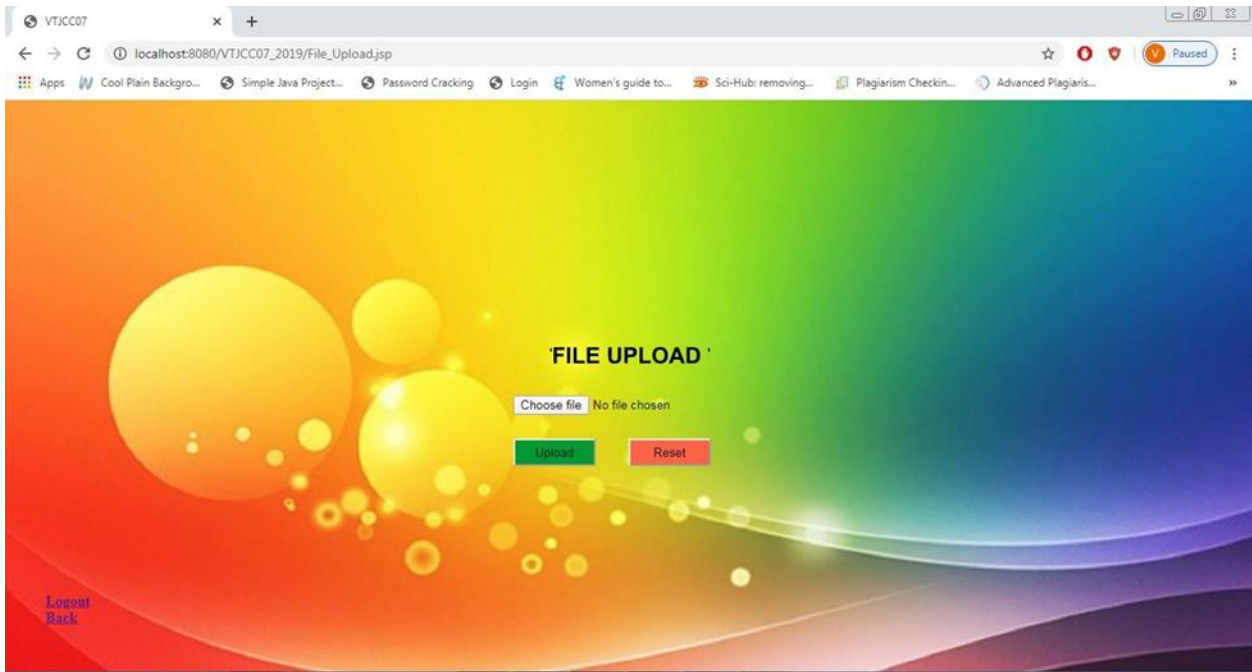 VTJCC07
localhost:8080/VTJCC07_2019/File_Upload.jsp
V Paused
Apps Cool Plain Backgro... Simple Java Project... Password Cracking Login Women's guide to... Sci-Hub: removing... Plagiarism Checkin... Advanced Plagiaris... »
'FILE UPLOAD '
Choose file No file chosen
Upload Reset
Logout
Back